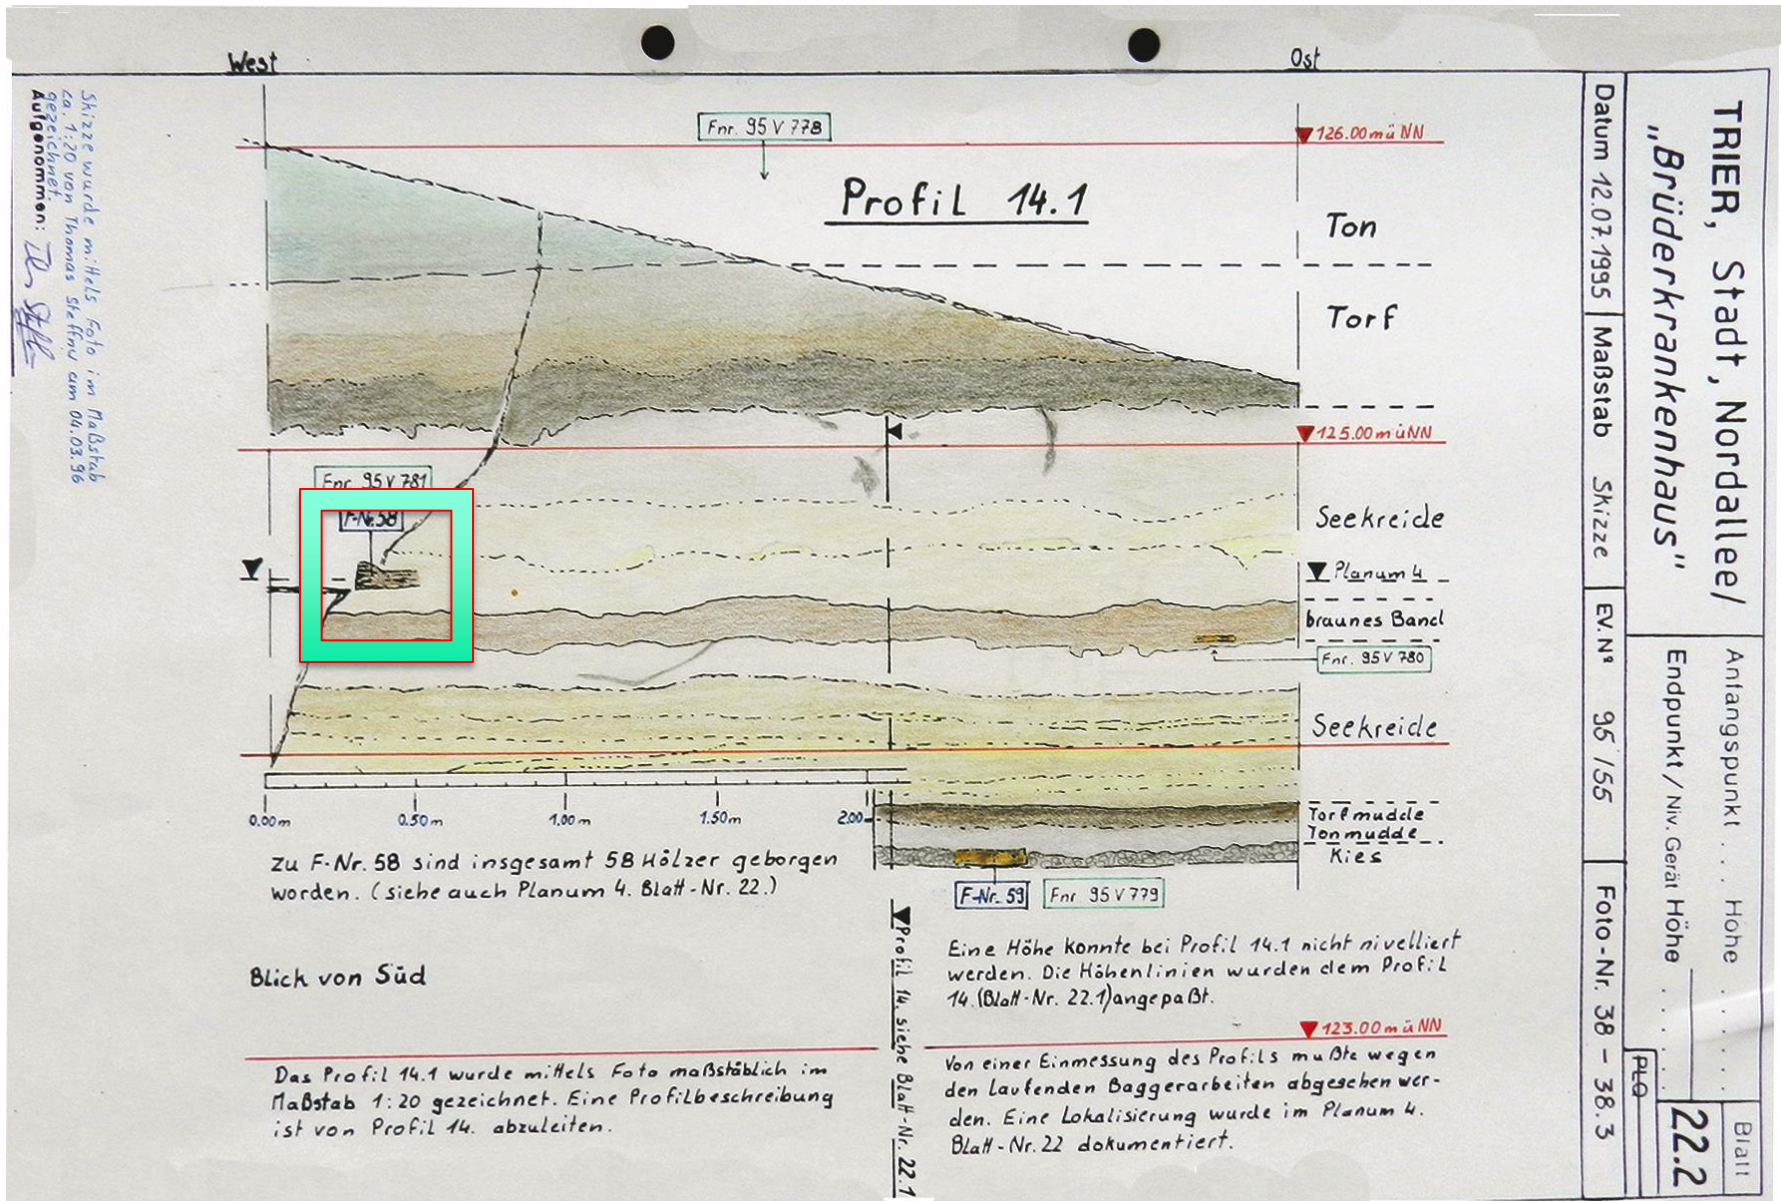 West
Ost
Skizze wurde mittels Foto im Maßstab
ca. 1:20 von Thomas Steffny am 04.03.96
gezeichnet.
Aufgenommen:
Fnr. 95 V 778
126.00 mü NN
Profil 14.1
Ton
Torf
125.00 m üNN
Fnr. 95 V 781
F-Nr. 58
Seekreide
Planum 4
braunes Band
Fnr. 95 V 780
Seekreide
0.00m
0.50m
1.00m
1.50m
2.00
Torfmudde
Tonmudde
Kies
zu F-Nr. 58 sind insgesamt 58 Hölzer geborgen
worden. (siehe auch Planum 4. Blatt-Nr. 22.)
F-Nr. 59
Fnr 95 V 779
Blick von Süd
Profil 14. siehe Blatt-Nr. 22.1
Eine Höhe konnte bei Profil 14.1 nicht nivelliert
werden. Die Höhenlinien wurden dem Profil
14. (Blatt-Nr. 22.1) angepaßt.
123.00 m ü NN
Das Profil 14.1 wurde mittels Foto maßstäblich im
Maßstab 1:20 gezeichnet. Eine Profilbeschreibung
ist von Profil 14. abzuleiten.
Von einer Einmessung des Profils mußte wegen
den laufenden Baggerarbeiten abgesehen wer-
den. Eine Lokalisierung wurde im Planum 4.
Blatt-Nr. 22 dokumentiert.
TRIER, Stadt, Nordallee/
„Brüderkrankenhaus"
Datum 12.07.1995
Maßstab Skizze
EV.N° 95/55
Foto-Nr. 38 - 38.3
Anfangspunkt . . . Höhe . . . .
Endpunkt / Niv. Gerät Höhe . . . .
PLQ
Blatt
22.2